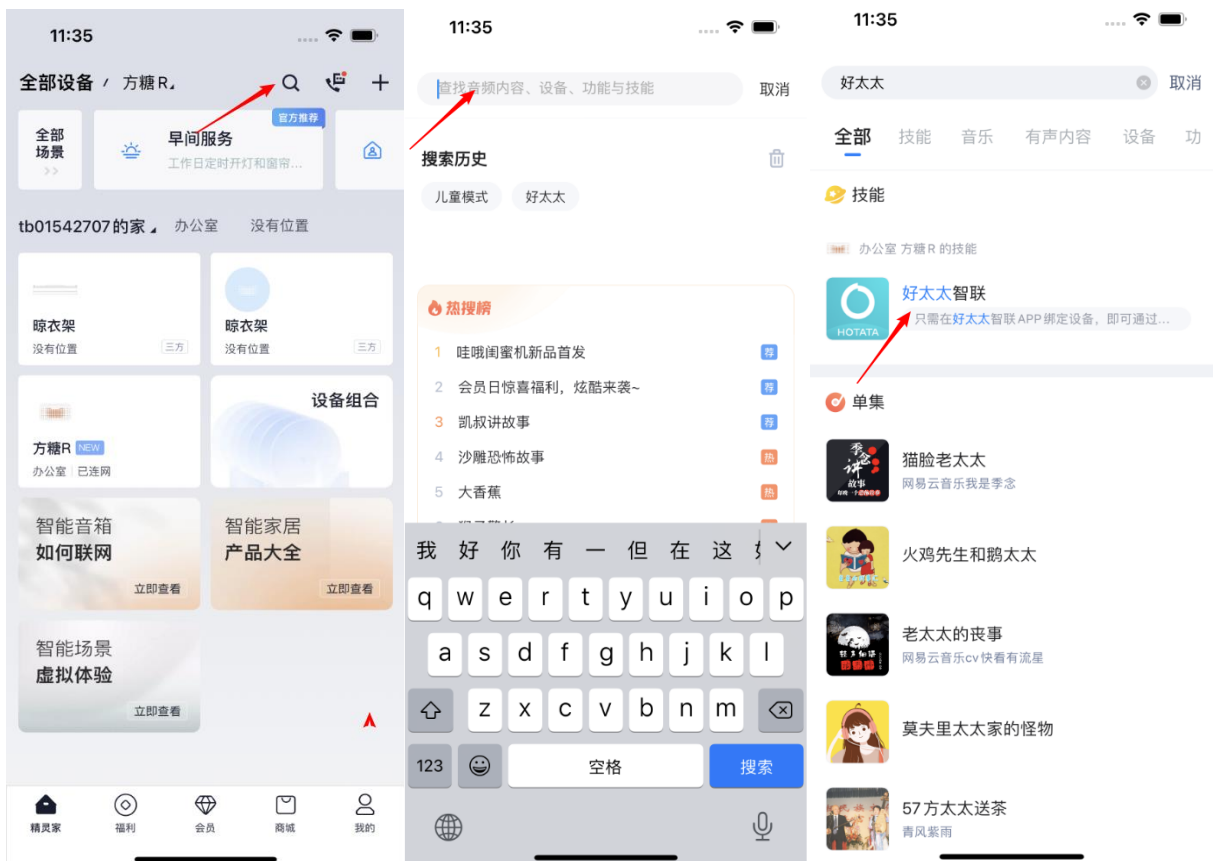 11:35
全部设备 / 方糖R
全部
场景
>>
官方推荐
早间服务
工作日定时开灯和窗帘...
tb01542707的家 办公室 没有位置
晾衣架
没有位置 三方
晾衣架
没有位置 三方
方糖R NEW
办公室 已连网
设备组合
智能音箱
如何联网
立即查看
智能家居
产品大全
立即查看
智能场景
虚拟体验
立即查看
精灵家 福利 会员 商城 我的
11:35
查找音频内容、设备、功能与技能 取消
搜索历史
儿童模式 好太太
热搜榜
1 哇哦闺蜜机新品首发 荐
2 会员日惊喜福利，炫酷来袭~ 荐
3 凯叔讲故事 荐
4 沙雕恐怖故事 热
5 大香蕉 热
我 好 你 有 一 但 在 这
q w e r t y u i o p
a s d f g h j k l
z x c v b n m
123 空格 搜索
11:35
好太太 取消
全部 技能 音乐 有声内容 设备 功
技能
办公室 方糖R 的技能
HOTATA
好太太智联
只需在好太太智联APP绑定设备，即可通过...
单集
季念
讲
故事
猫脸老太太
网易云音乐我是季念
火鸡先生和鹅太太
老太太的丧事
网易云音乐cv快看有流星
莫夫里太太家的怪物
57方太太送茶
青风紫雨